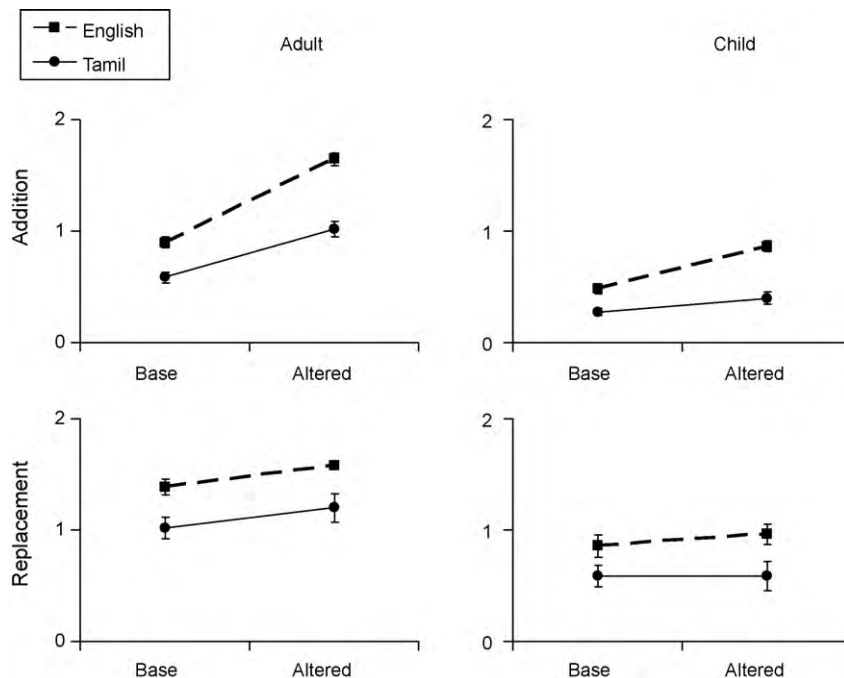 English
Tamil
Adult
Child
2
1
0
Addition
Base
Altered
2
1
0
Base
Altered
2
1
0
Replacement
Base
Altered
2
1
0
Base
Altered